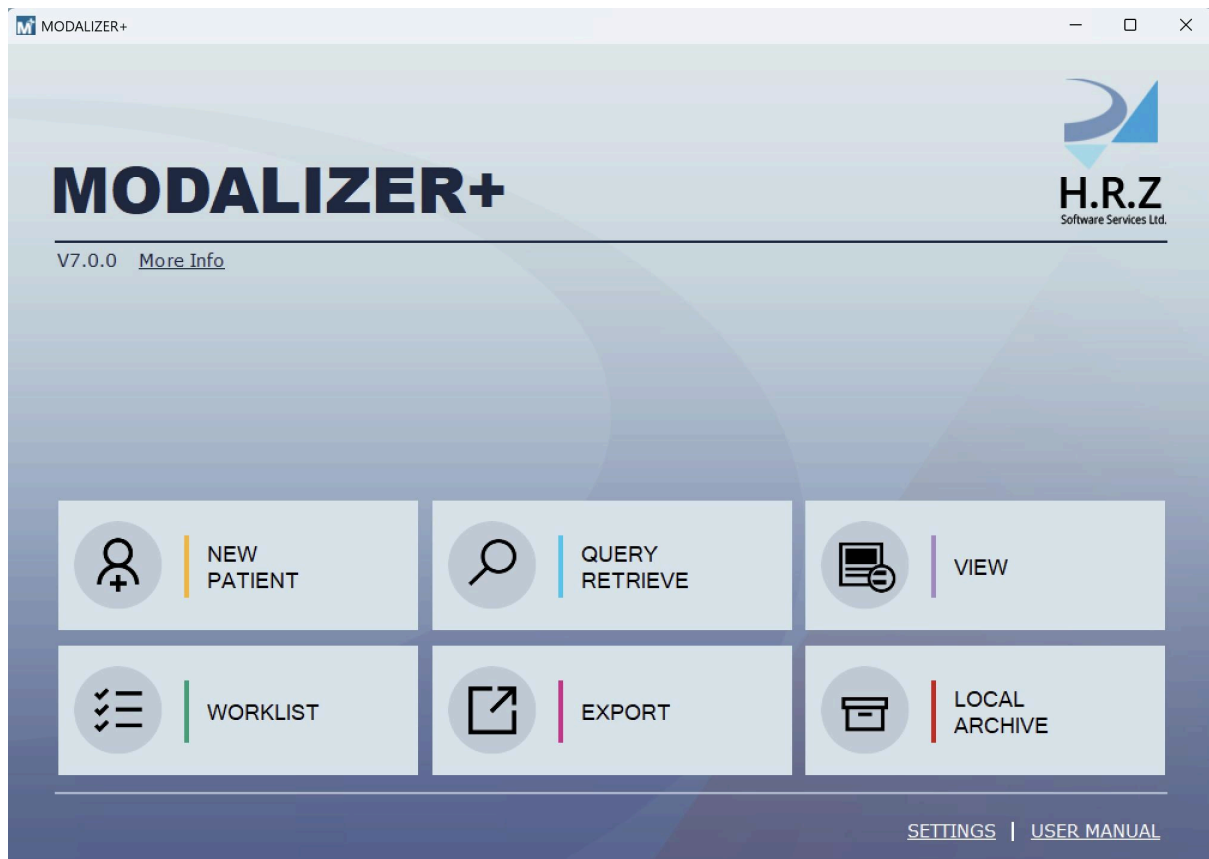 MODALIZER+
MODALIZER+
H.R.Z
Software Services Ltd.
V7.0.0 More Info
NEW
PATIENT
QUERY
RETRIEVE
VIEW
WORKLIST
EXPORT
LOCAL
ARCHIVE
SETTINGS | USER MANUAL